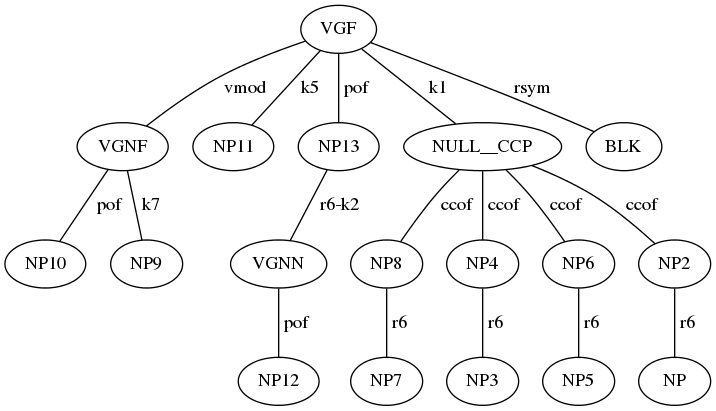 VGF
vmod k5 pof k1 rsym
VGNF NP11 NP13 NULL__CCP BLK
pof k7 r6-k2 ccof ccof ccof ccof
NP10 NP9 VGNN NP8 NP4 NP6 NP2
pof r6 r6 r6 r6
NP12 NP7 NP3 NP5 NP